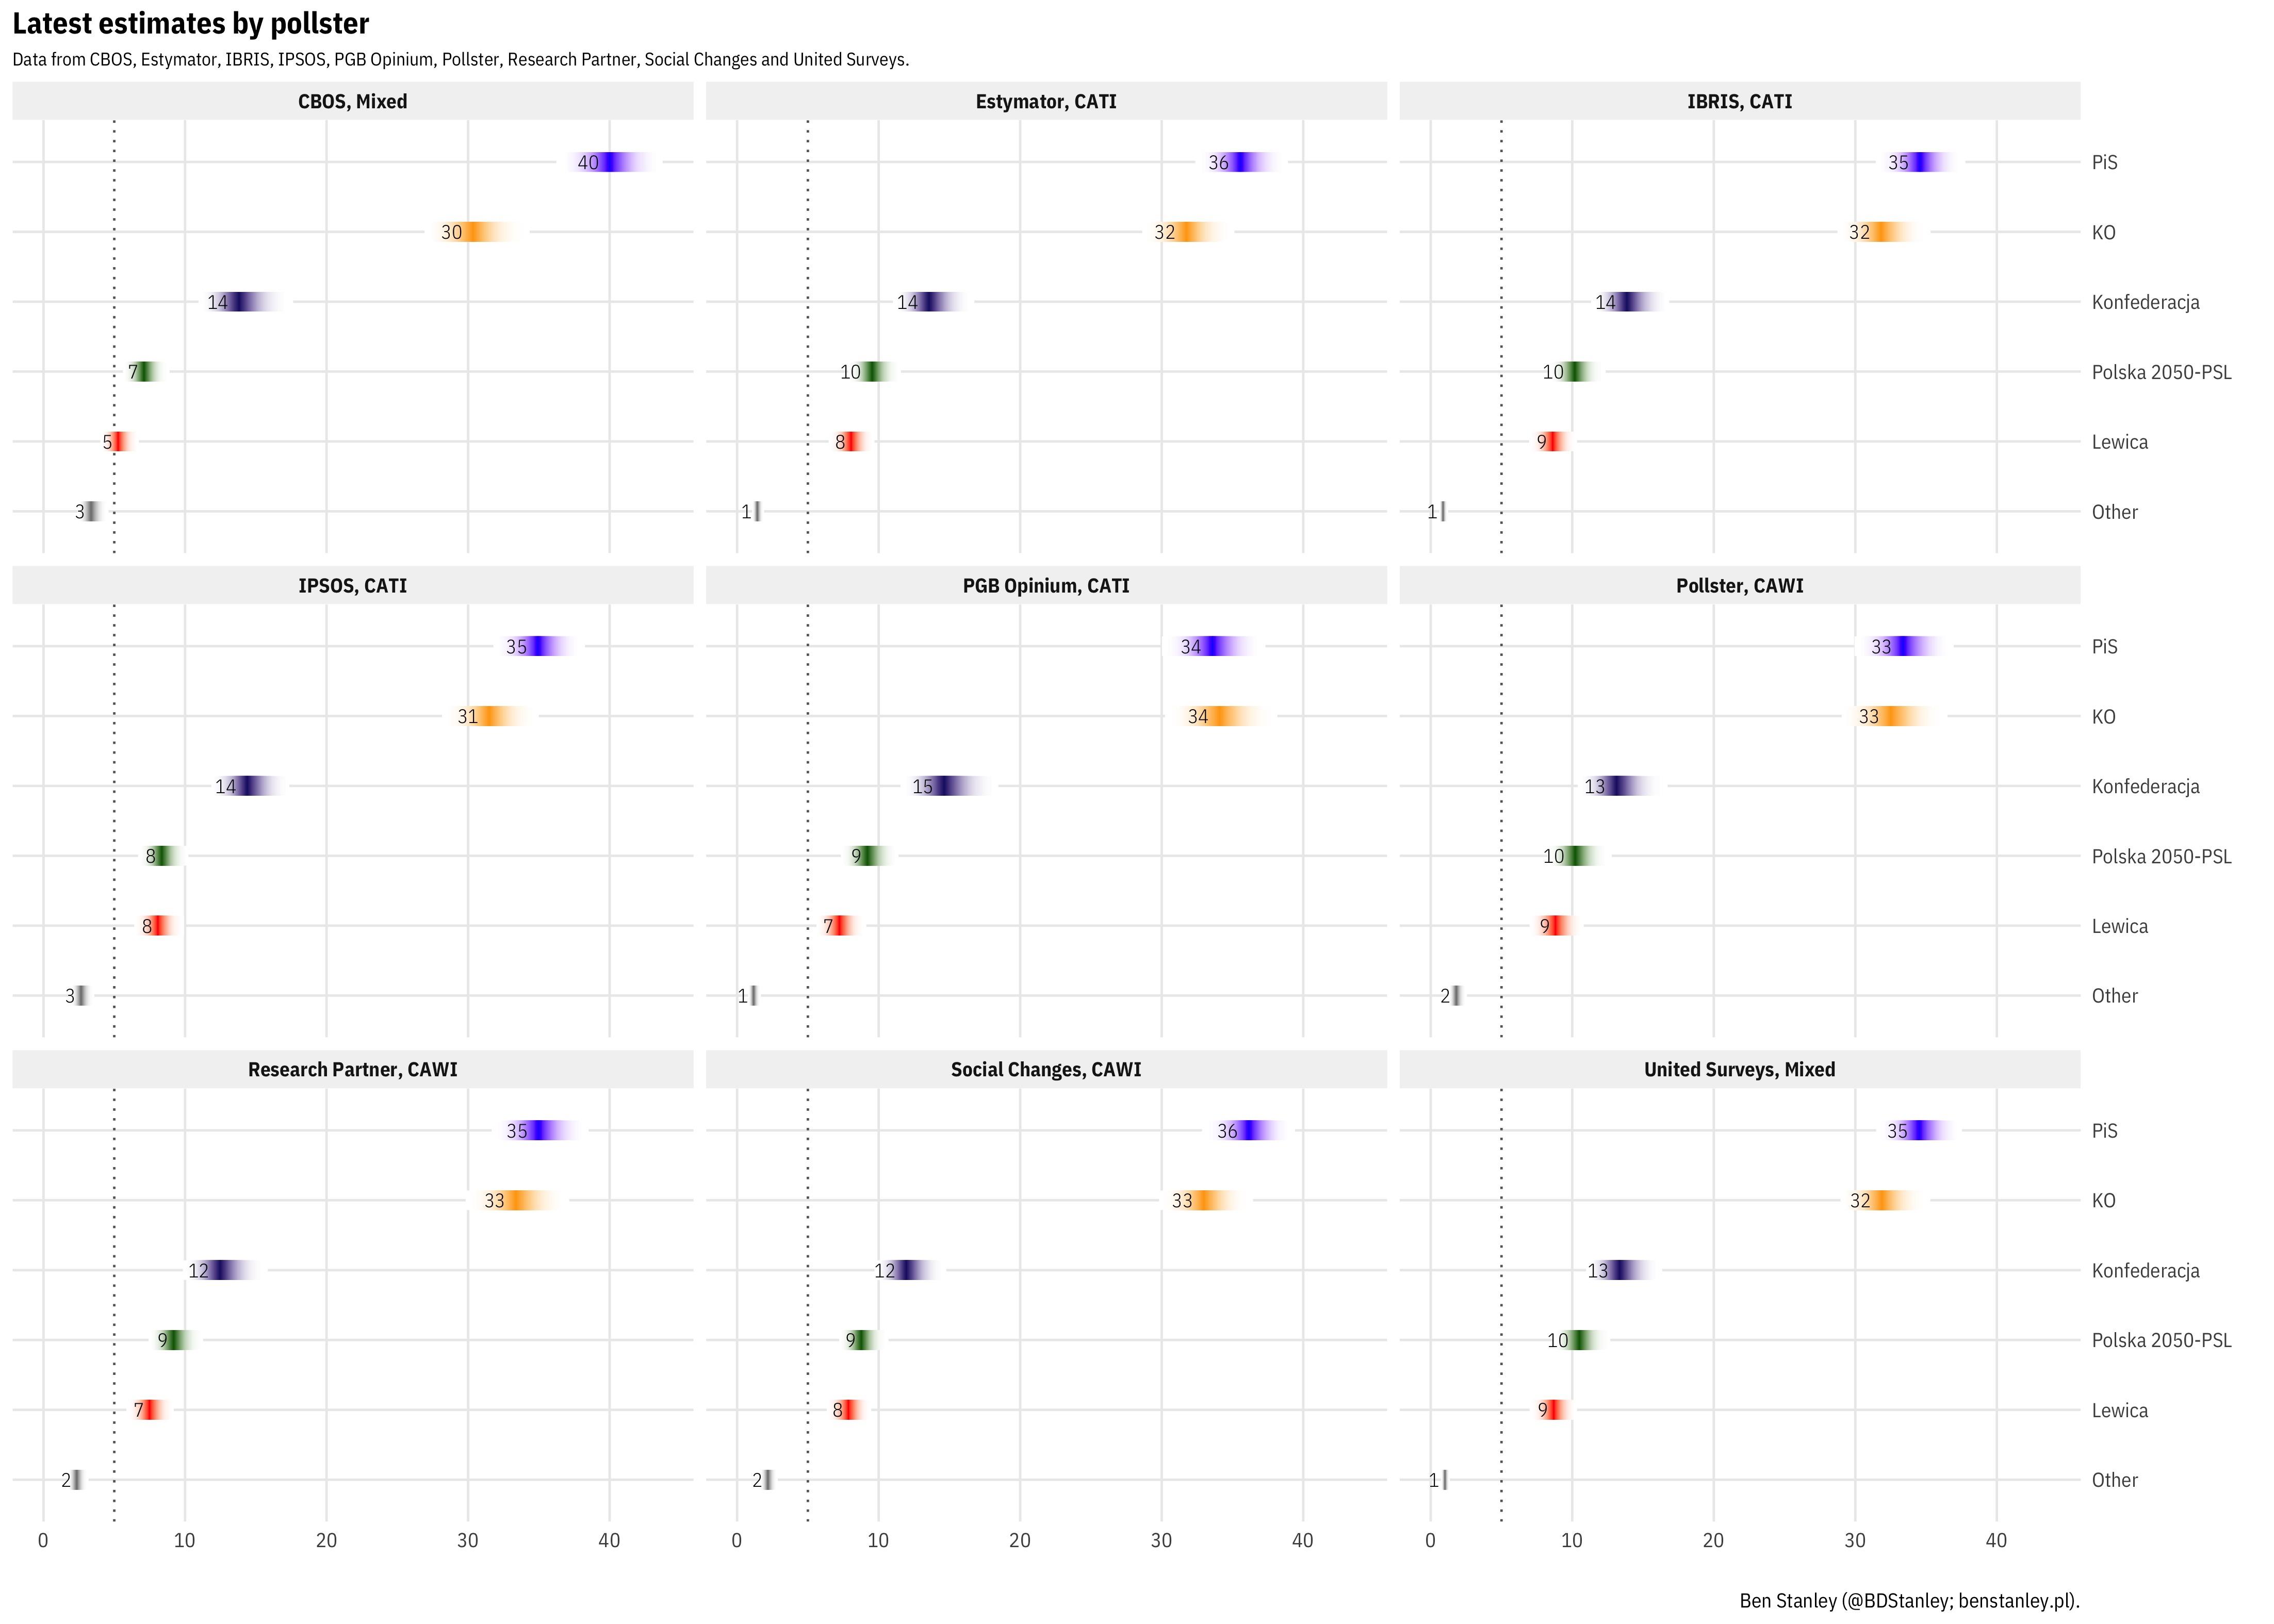 Latest estimates by pollster
Data from CBOS, Estymator, IBRIS, IPSOS, PGB Opinium, Pollster, Research Partner, Social Changes and United Surveys.
CBOS, Mixed Estymator, CATI IBRIS, CATI
40 36 35 PiS
30 32 32 KO
14 14 14 Konfederacja
7 10 10 Polska 2050-PSL
5 8 9 Lewica
3 1 1 Other
IPSOS, CATI PGB Opinium, CATI Pollster, CAWI
35 34 33 PiS
31 34 33 KO
14 15 13 Konfederacja
8 9 10 Polska 2050-PSL
8 7 9 Lewica
3 1 2 Other
Research Partner, CAWI Social Changes, CAWI United Surveys, Mixed
35 36 35 PiS
33 33 32 KO
12 12 13 Konfederacja
9 9 10 Polska 2050-PSL
7 8 9 Lewica
2 2 1 Other
0 10 20 30 40 0 10 20 30 40 0 10 20 30 40
Ben Stanley (@BDStanley; benstanley.pl).